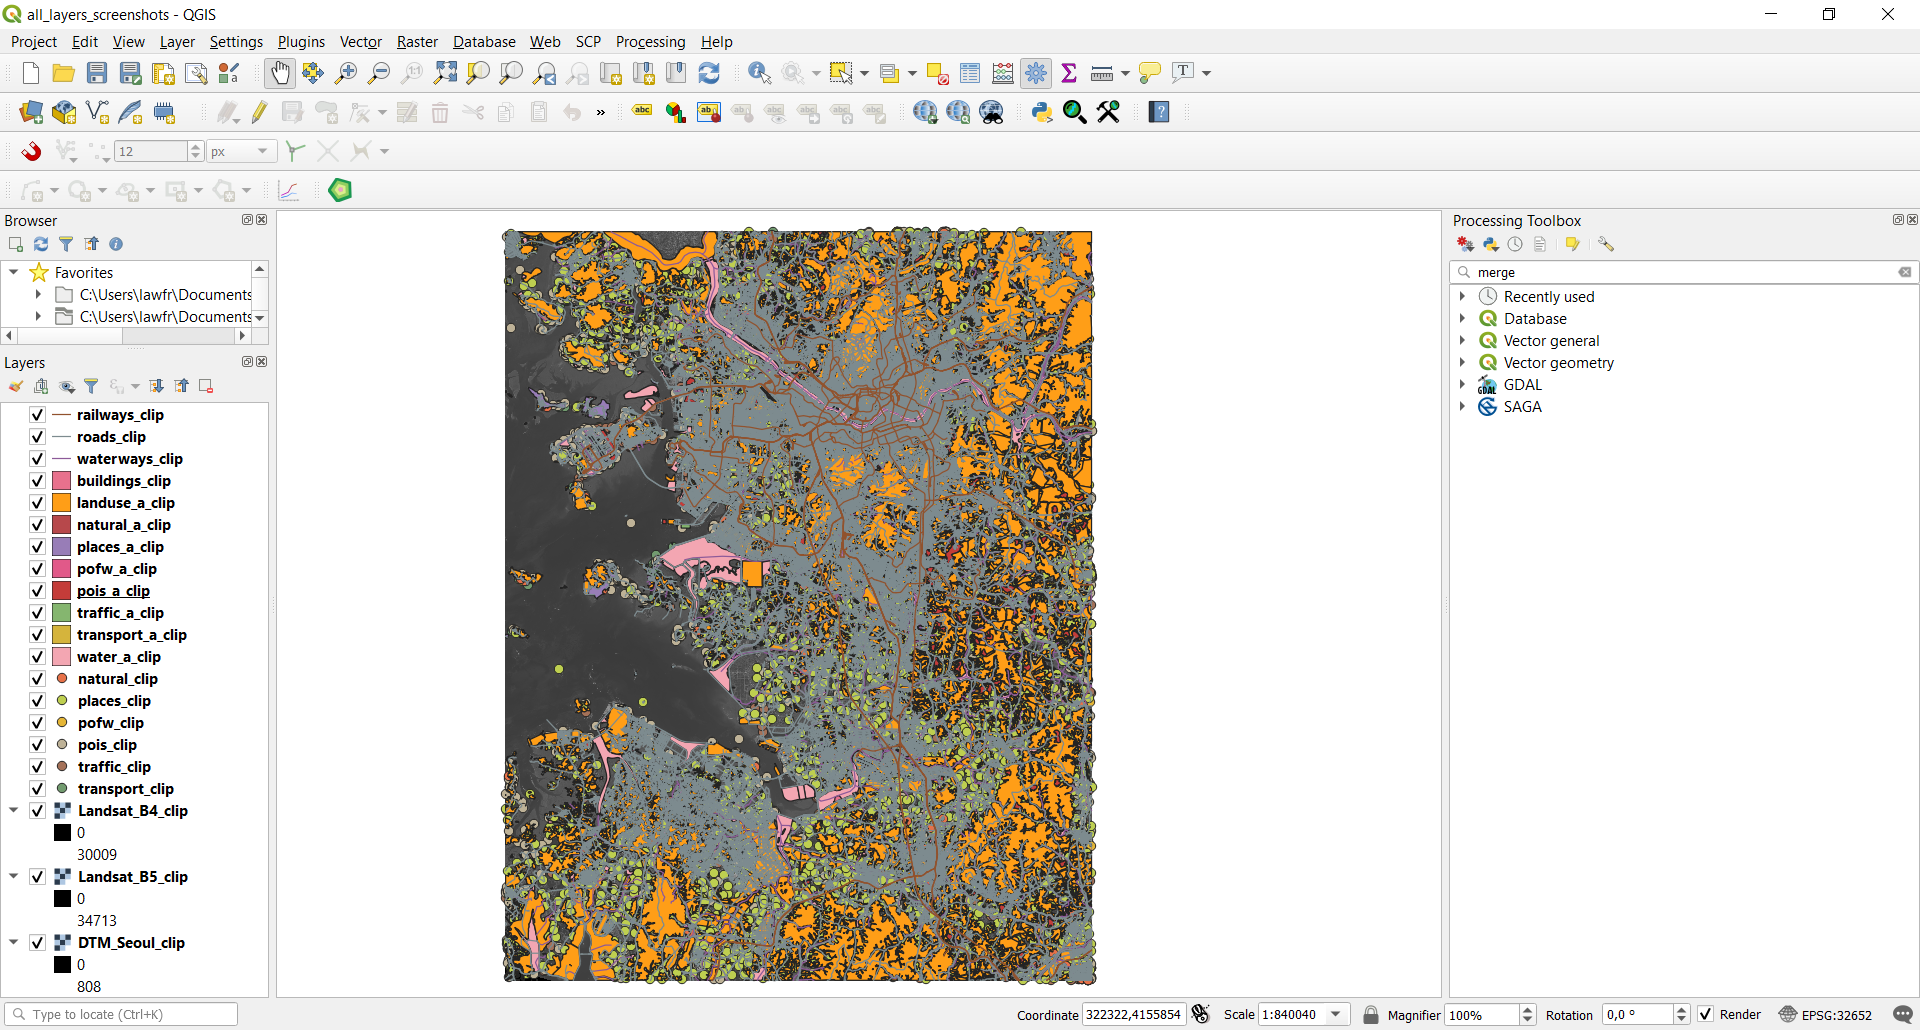 all_layers_screenshots - QGIS
Project Edit View Layer Settings Plugins Vector Raster Database Web SCP Processing Help
12 px
Browser
Favorites
C:\Users\lawfr\Documents
C:\Users\lawfr\Documents
Layers
railways_clip
roads_clip
waterways_clip
buildings_clip
landuse_a_clip
natural_a_clip
places_a_clip
pofw_a_clip
pois_a_clip
traffic_a_clip
transport_a_clip
water_a_clip
natural_clip
places_clip
pofw_clip
pois_clip
traffic_clip
transport_clip
Landsat_B4_clip
0
30009
Landsat_B5_clip
0
34713
DTM_Seoul_clip
0
808
Processing Toolbox
merge
Recently used
Database
Vector general
Vector geometry
GDAL
SAGA
Type to locate (Ctrl+K)
Coordinate 322322,4155854 Scale 1:840040 Magnifier 100% Rotation 0,0 ° Render EPSG:32652